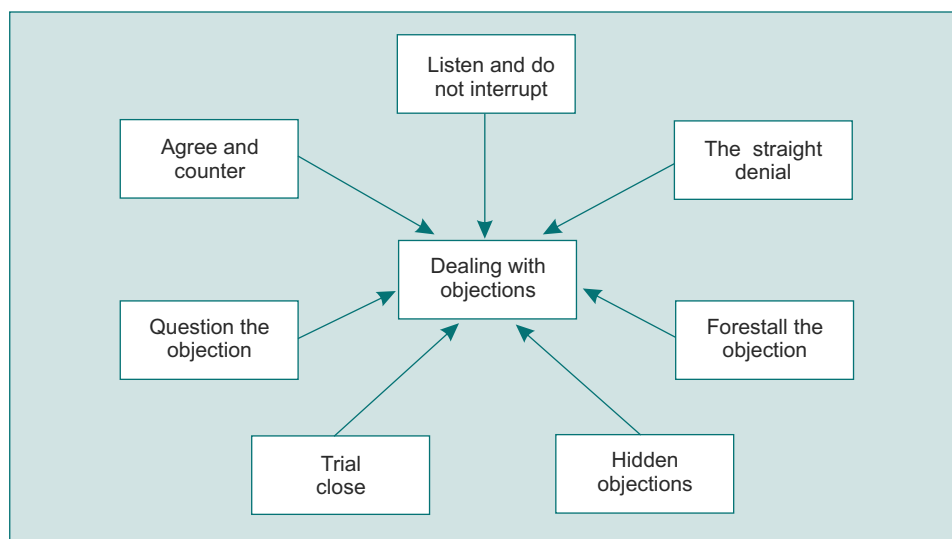 Listen and do
not interrupt
Agree and
counter
The straight
denial
Dealing with
objections
Question the
objection
Forestall the
objection
Trial
close
Hidden
objections